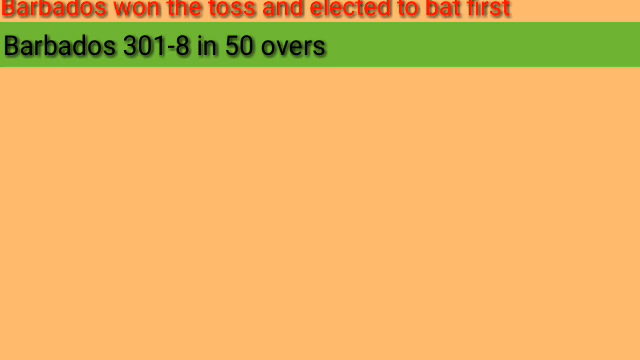 Barbados won the toss and elected to bat first
Barbados 301-8 in 50 overs